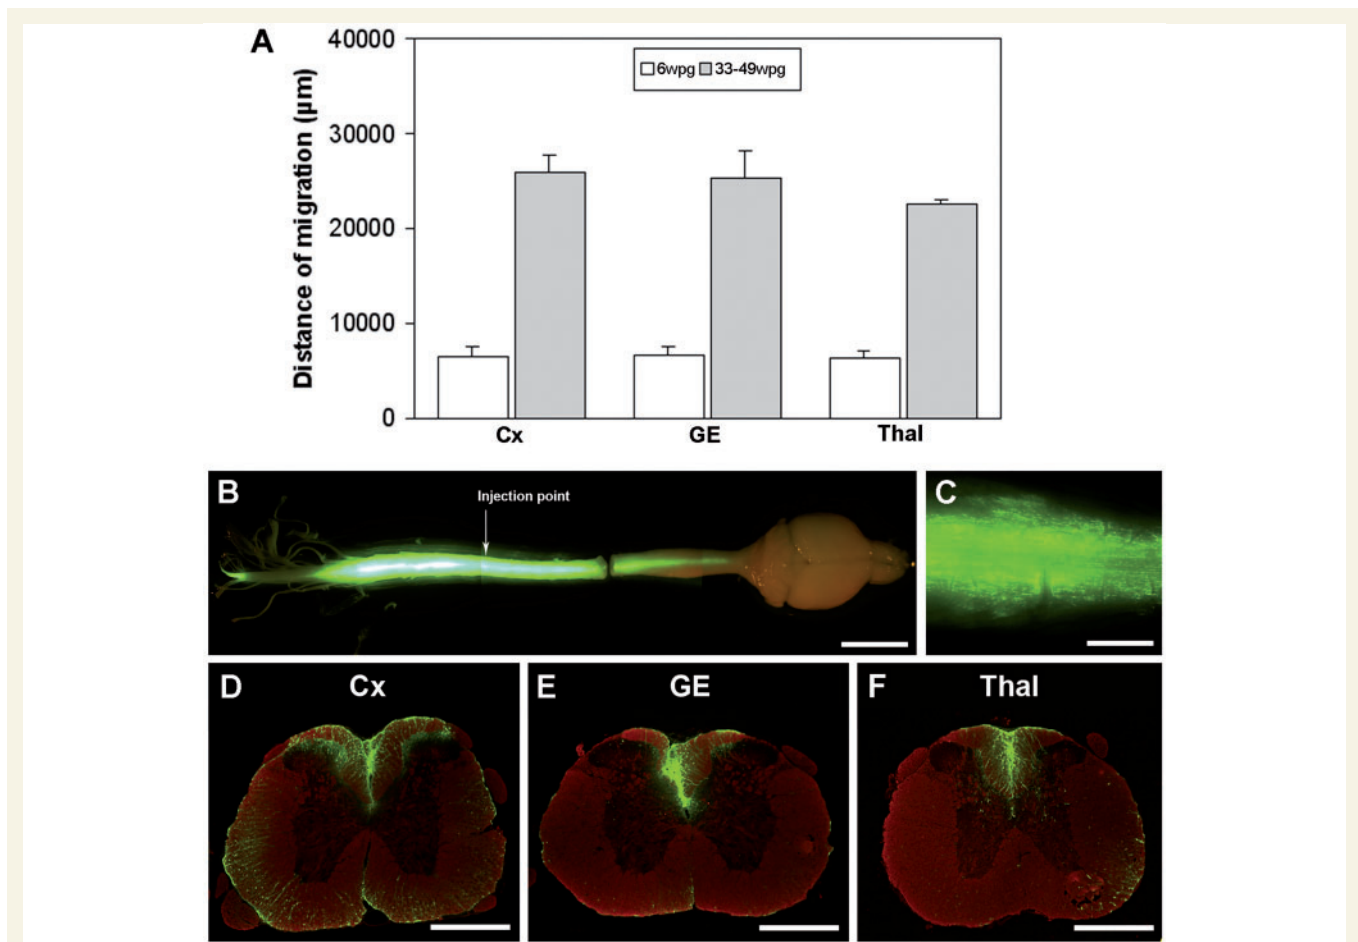 A
Distance of migration (μm)
40000
30000
20000
10000
0
6wpg 33-49wpg
Cx GE Thal
B
Injection point
C
D Cx
E GE
F Thal